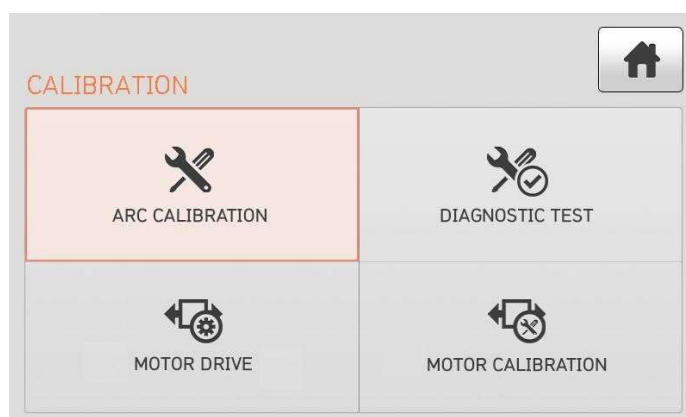 CALIBRATION
ARC CALIBRATION
DIAGNOSTIC TEST
MOTOR DRIVE
MOTOR CALIBRATION